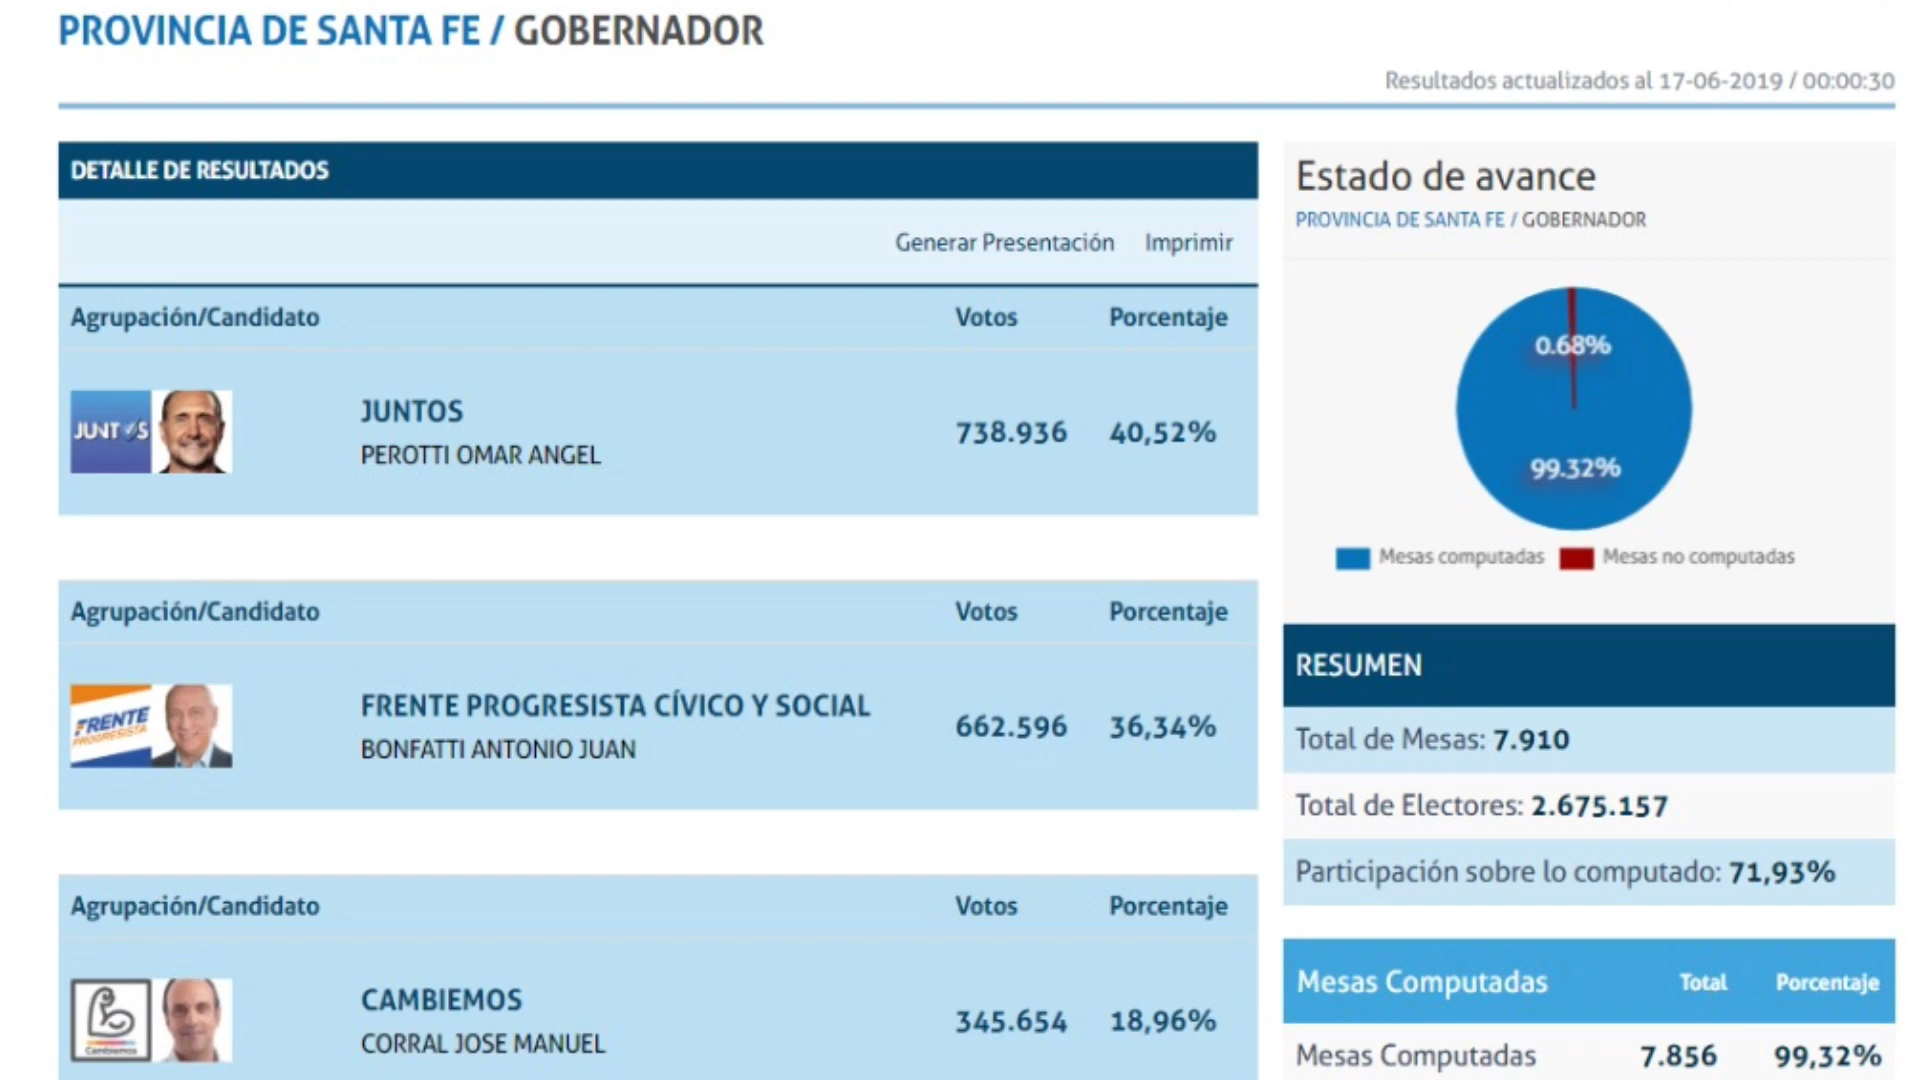 PROVINCIA DE SANTA FE / GOBERNADOR
Resultados actualizados al 17-06-2019 / 00:00:30
DETALLE DE RESULTADOS
Generar Presentación Imprimir
Agrupación/Candidato Votos Porcentaje
JUNTOS
JUNTOS
PEROTTI OMAR ANGEL
738.936 40,52%
Agrupación/Candidato Votos Porcentaje
FRENTE
PROGRESISTA
FRENTE PROGRESISTA CÍVICO Y SOCIAL
BONFATTI ANTONIO JUAN
662.596 36,34%
Agrupación/Candidato Votos Porcentaje
Cambiemos
CAMBIEMOS
CORRAL JOSE MANUEL
345.654 18,96%
Estado de avance
PROVINCIA DE SANTA FE / GOBERNADOR
0.68%
99.32%
Mesas computadas Mesas no computadas
RESUMEN
Total de Mesas: 7.910
Total de Electores: 2.675.157
Participación sobre lo computado: 71,93%
Mesas Computadas Total Porcentaje
Mesas Computadas 7.856 99,32%